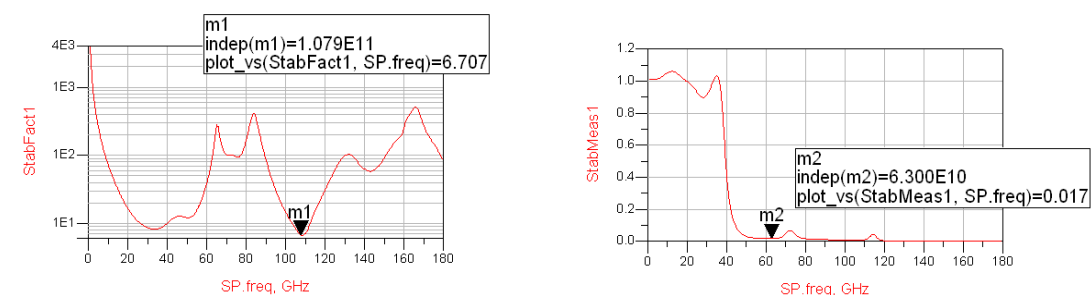 m1
indep(m1)=1.079E11
plot_vs(StabFact1, SP.freq)=6.707
4E3
1E3
1E2
1E1
StabFact1
m1
0 20 40 60 80 100 120 140 160 180
SP.freq, GHz
1.2
1.0
0.8
0.6
0.4
0.2
0.0
StabMeas1
m2
indep(m2)=6.300E10
plot_vs(StabMeas1, SP.freq)=0.017
m2
0 20 40 60 80 100 120 140 160 180
SP.freq, GHz